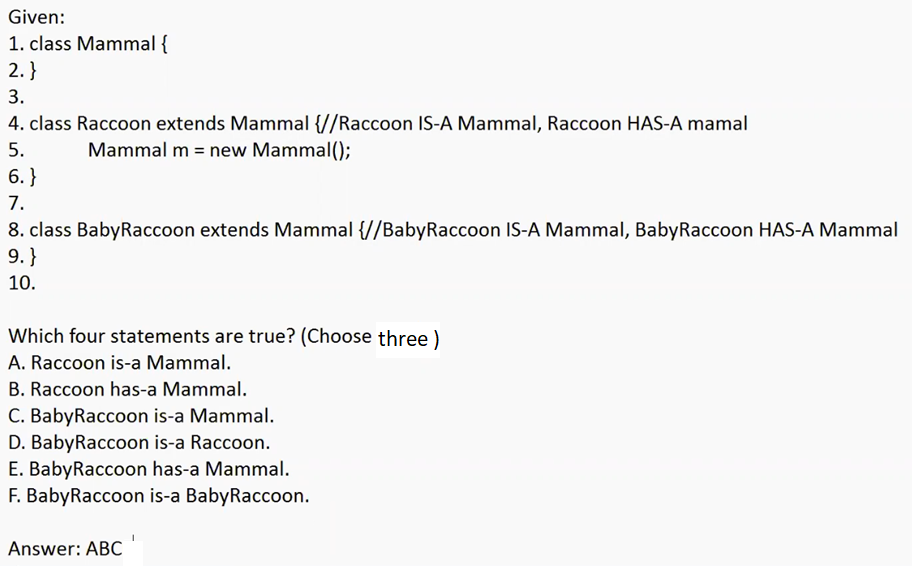 Given:
1. class Mammal {
2. }
3.
4. class Raccoon extends Mammal {//Raccoon IS-A Mammal, Raccoon HAS-A mamal
5. Mammal m = new Mammal();
6. }
7.
8. class BabyRaccoon extends Mammal {//BabyRaccoon IS-A Mammal, BabyRaccoon HAS-A Mammal
9. }
10.
Which four statements are true? (Choose three )
A. Raccoon is-a Mammal.
B. Raccoon has-a Mammal.
C. BabyRaccoon is-a Mammal.
D. BabyRaccoon is-a Raccoon.
E. BabyRaccoon has-a Mammal.
F. BabyRaccoon is-a BabyRaccoon.
Answer: ABC